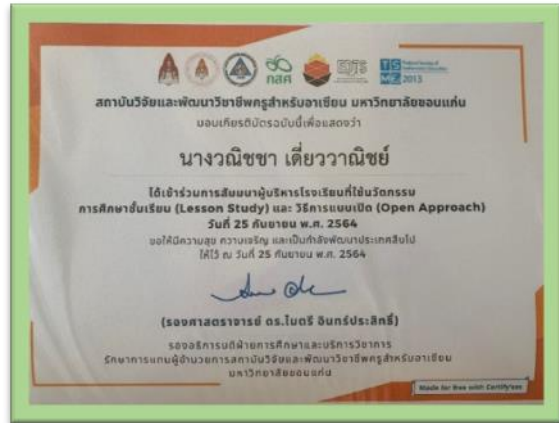 กสศ
TSMEd 2013
สถาบันวิจัยและพัฒนาวิชาชีพครูสำหรับอาเซียน มหาวิทยาลัยขอนแก่น
มอบเกียรติบัตรฉบับนี้เพื่อแสดงว่า
นางวณิชชา เดี่ยววาณิชย์
ได้เข้าร่วมการสัมมนาผู้บริหารโรงเรียนที่ใช้นวัตกรรม
การศึกษาชั้นเรียน (Lesson Study) และ วิธีการแบบเปิด (Open Approach)
วันที่ 25 กันยายน พ.ศ. 2564
ขอให้มีความสุข ความเจริญ และเป็นกำลังพัฒนาประเทศสืบไป
ให้ไว้ ณ วันที่ 25 กันยายน พ.ศ. 2564
(รองศาสตราจารย์ ดร.ไมตรี อินทร์ประสิทธิ์)
รองอธิการบดีฝ่ายการศึกษาและบริการวิชาการ
รักษาการแทนผู้อำนวยการสถาบันวิจัยและพัฒนาวิชาชีพครูสำหรับอาเซียน
มหาวิทยาลัยขอนแก่น
Made for free with Certify'em